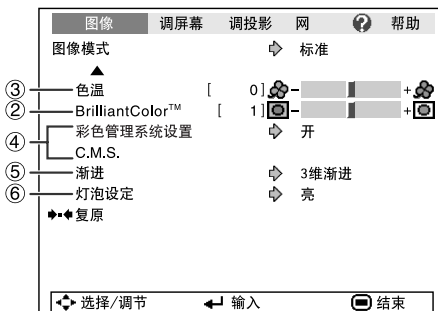 图像 调屏幕 调投影 网 ? 帮助
图像模式 标准
③ 色温 [ 0] - +
② BrilliantColor™ [ 1] - +
④ 彩色管理系统设置 开
C.M.S.
⑤ 渐进 3维渐进
⑥ 灯泡设定 亮
复原
选择/调节 输入 结束